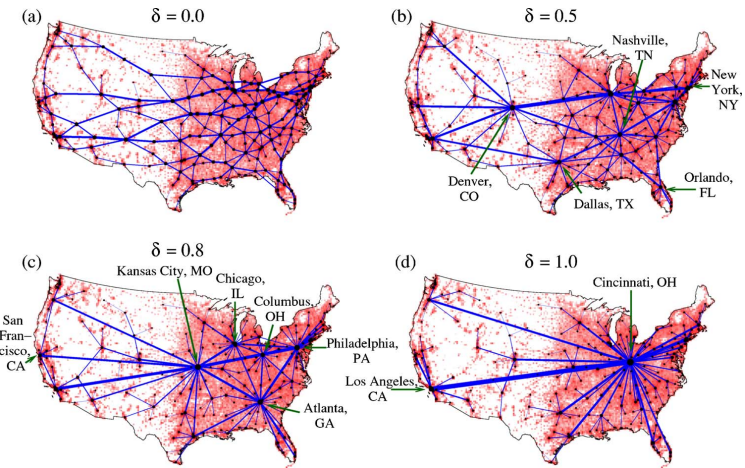 (a)
δ = 0.0
(b)
δ = 0.5
Nashville,
TN
New
York,
NY
Denver,
CO
Dallas, TX
Orlando,
FL
(c)
δ = 0.8
Kansas City, MO
Chicago,
IL
Columbus,
OH
San
Fran–
cisco,
CA
Philadelphia,
PA
Atlanta,
GA
(d)
δ = 1.0
Cincinnati, OH
Los Angeles,
CA